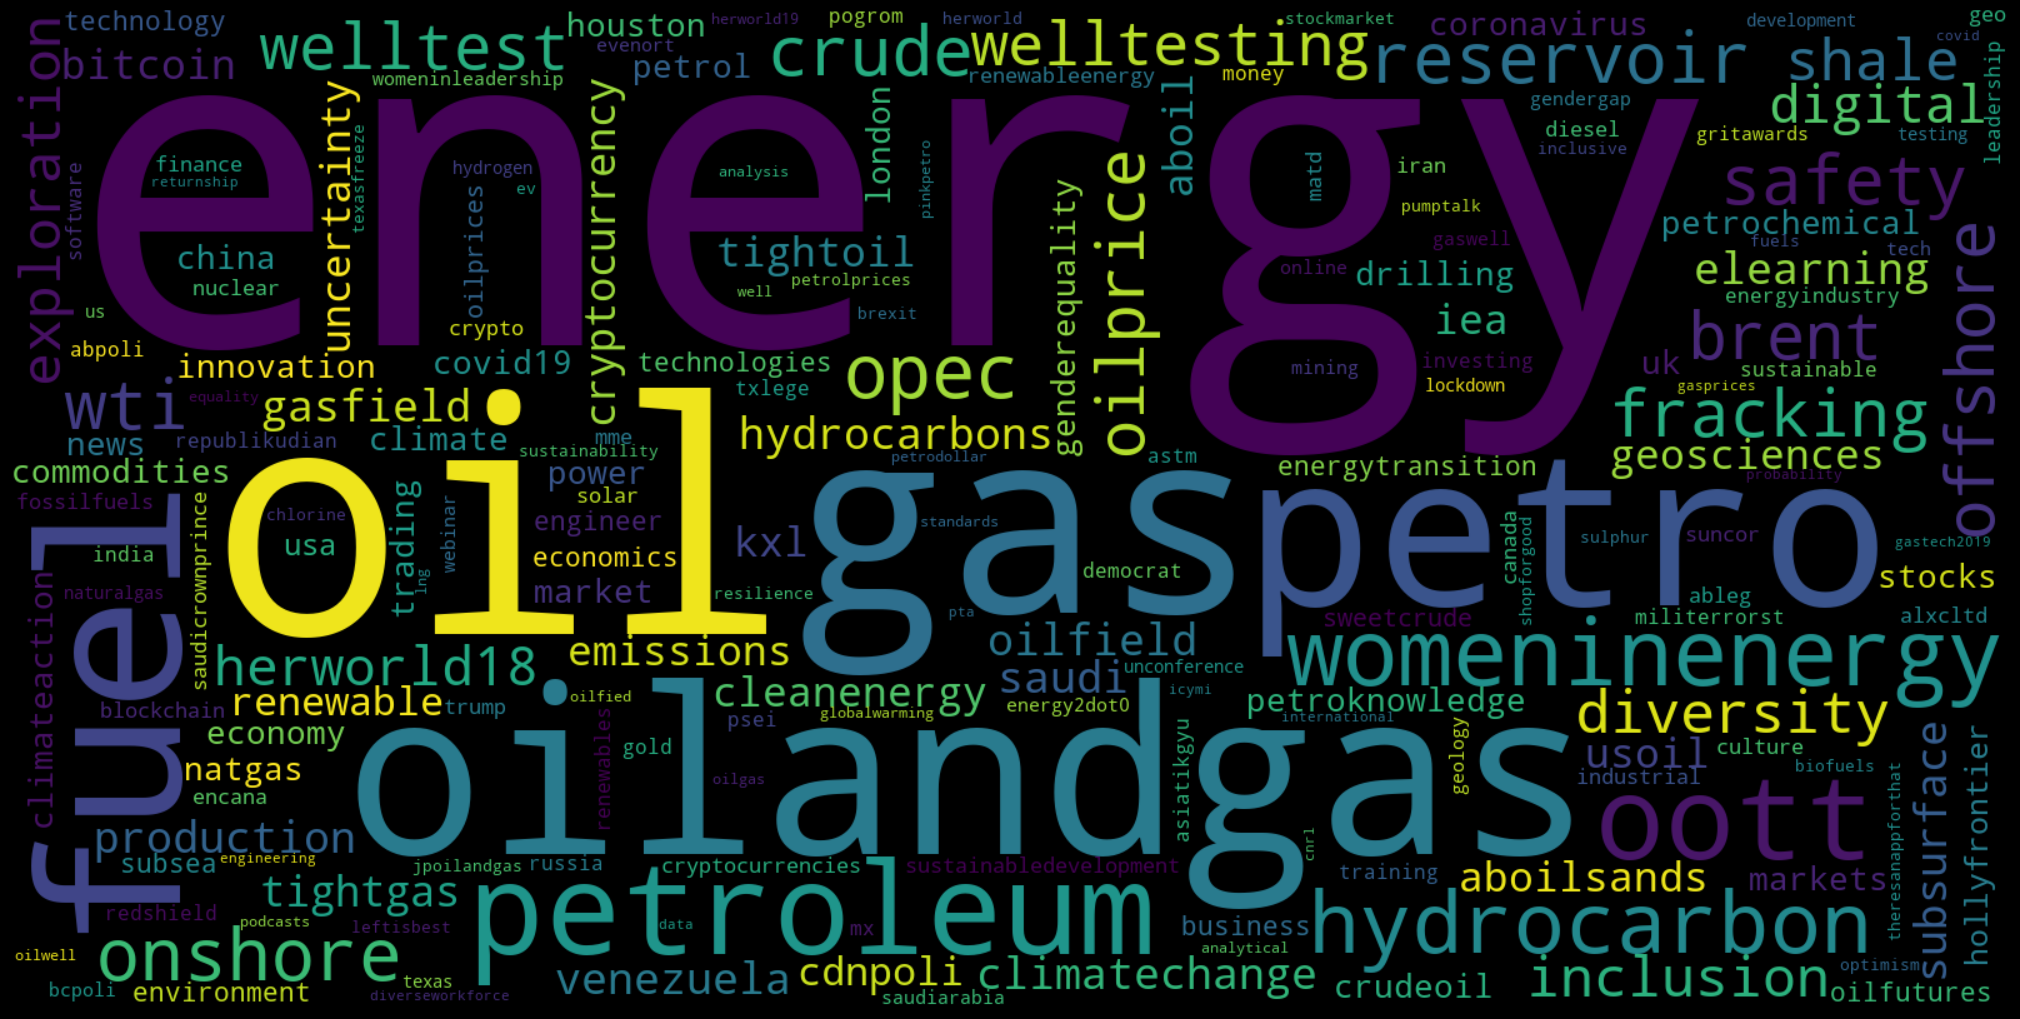 technology
herworld19
pogrom
herworld
stockmarket
coronavirus
development
geo
exploration
bitcoin
welltest
houston
evenort
petrol
crude
welltesting
reservoir
shale
covid
womeninleadership
renewableenergy
money
digital
leadership
energy
uncertainty
texasfreeze
cryptocurrency
london
aboil
gendergap
diesel
inclusive
gritawards
testing
software
finance
returnship
hydrogen
ev
oilprices
analysis
pinkpetro
genderequality
oilprice
matd
iran
pumptalk
safety
petrochemical
fuels
tech
china
nuclear
tightoil
petrolprices
well
brexit
gaswell
online
drilling
elearning
energyindustry
offshore
us
abpoli
crypto
innovation
covid19
technologies
txlege
opec
iea
mining
investing
lockdown
uk
brent
sustainable
gasprices
wti
equality
gasfield
news
republikudian
climate
mme
sustainability
hydrocarbons
petrodollar
astm
fracking
geosciences
energytransition
probability
commodities
fossilfuels
oil
power
solar
gas
petro
saudicrownprince
chlorine
usa
india
trading
webinar
lng
engineer
economics
market
kxl
standards
resilience
democrat
canada
shopforgood
sulphur
suncor
gastech2019
stocks
fuel
climateaction
naturalgas
pta
ableg
sweetcrude
militerrorst
alxcltd
herworld18
emissions
oilfield
saudi
unconference
icymi
womeninenergy
blockchain
renewable
trump
oilfied
cleanenergy
psei
globalwarming
energy2dot0
petroknowledge
international
diversity
economy
natgas
encana
renewables
gold
oilgas
oilandgas
asiatikgyu
geology
usoil
culture
industrial
biofuels
subsurface
hollyfrontier
production
subsea
engineering
jpoilandgas
russia
cryptocurrencies
sustainabledevelopment
cnrl
training
oott
aboilsands
markets
theresanappforthat
tightgas
redshield
podcasts
leftisbest
petroleum
data
mx
business
analytical
hydrocarbon
oilwell
onshore
texas
bcpoli
environment
diverseworkforce
venezuela
cdnpoli
saudiarabia
climatechange
crudeoil
inclusion
optimism
oilfutures